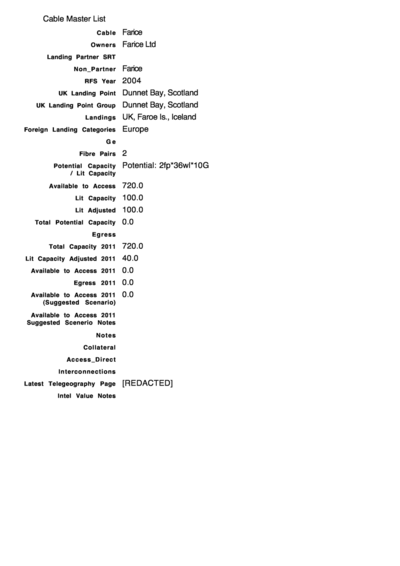 Cable Master List
Cable Farice
Owners Farice Ltd
Landing Partner SRT
Non_Partner Farice
RFS Year 2004
UK Landing Point Dunnet Bay, Scotland
UK Landing Point Group Dunnet Bay, Scotland
Landings UK, Faroe Is., Iceland
Foreign Landing Categories Europe
Ge
Fibre Pairs 2
Potential Capacity Potential: 2fp*36wl*10G
/ Lit Capacity
Available to Access 720.0
Lit Capacity 100.0
Lit Adjusted 100.0
Total Potential Capacity 0.0
Egress
Total Capacity 2011 720.0
Lit Capacity Adjusted 2011 40.0
Available to Access 2011 0.0
Egress 2011 0.0
Available to Access 2011 0.0
(Suggested Scenario)
Available to Access 2011
Suggested Scenerio Notes
Notes
Collateral
Access_Direct
Interconnections
Latest Telegeography Page [REDACTED]
Intel Value Notes